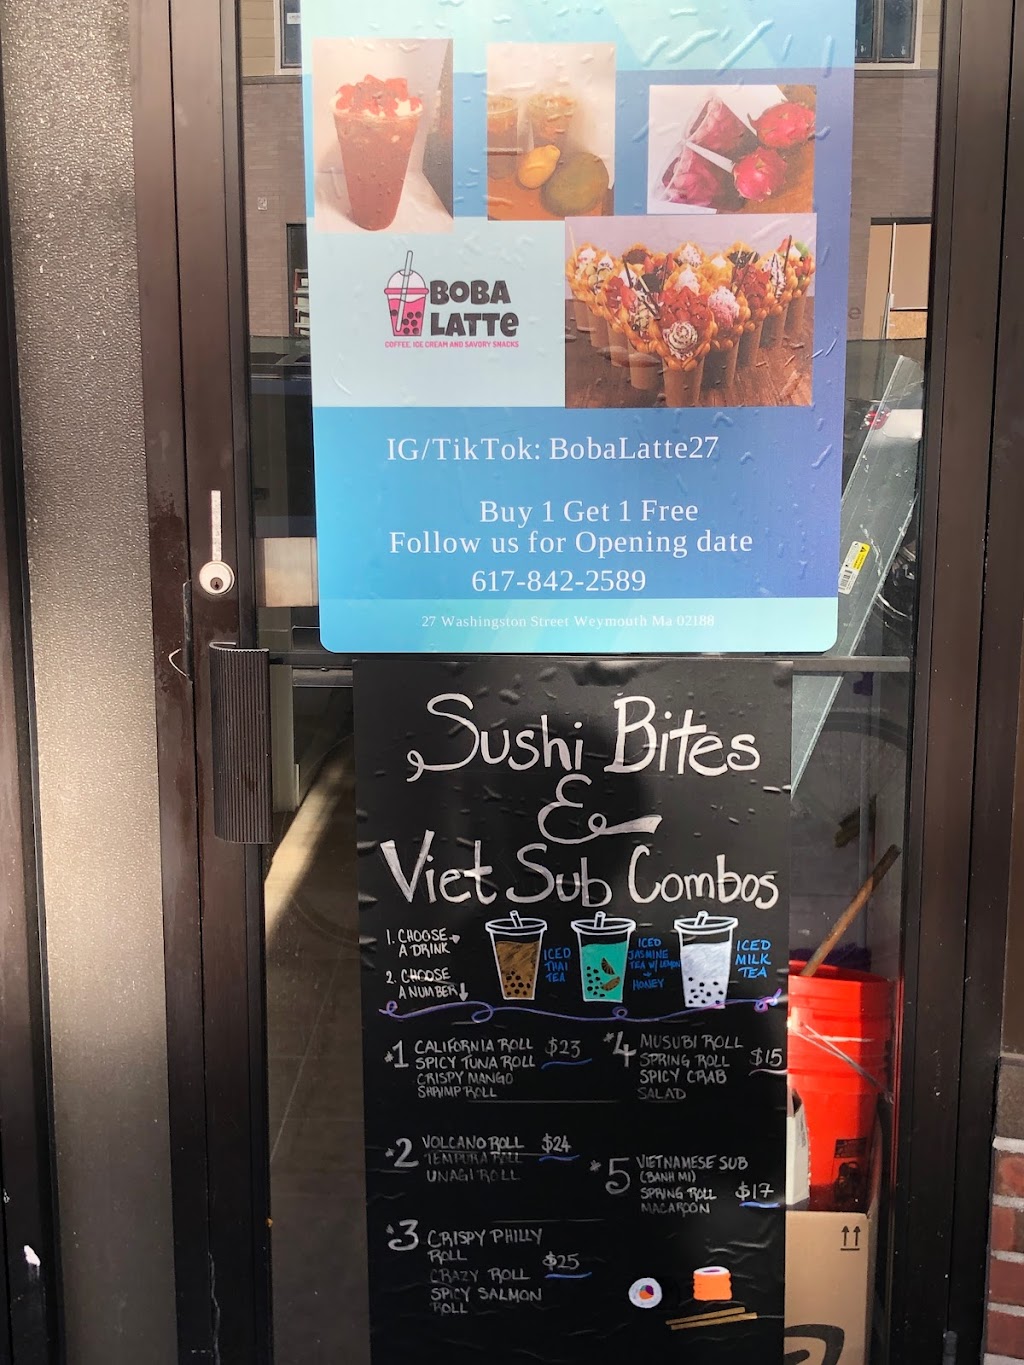 BOBA
LATTE
COFFEE, ICE CREAM AND SAVORY SNACKS
IG/TikTok: BobaLatte27
Buy 1 Get 1 Free
Follow us for Opening date
617-842-2589
27 Washingston Street Weymouth Ma 02188
Sushi Bites
&
Viet Sub Combos
1. CHOOSE
A DRINK
2. CHOOSE
A NUMBER
ICED
THAI
TEA
ICED
JASMINE
TEA W/ LEMON
+
HONEY
ICED
MILK
TEA
#1 CALIFORNIA ROLL $23
SPICY TUNA ROLL
CRISPY MANGO
SHRIMP ROLL
#2 VOLCANO ROLL $24
TEMPURA ROLL
UNAGI ROLL
#3 CRISPY PHILLY
ROLL
CRAZY ROLL $25
SPICY SALMON
ROLL
#4 MUSUBI ROLL
SPRING ROLL $15
SPICY CRAB
SALAD
#5 VIETNAMESE SUB
(BANH MI)
SPRING ROLL $17
MACAROON